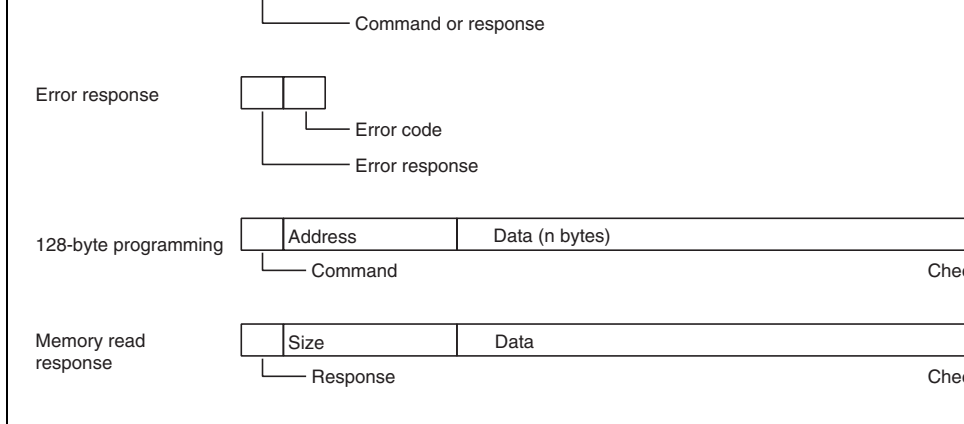 Command or response
Error response
Error code
Error response
128-byte programming
Address
Data (n bytes)
Command
Memory read
response
Size
Data
Response